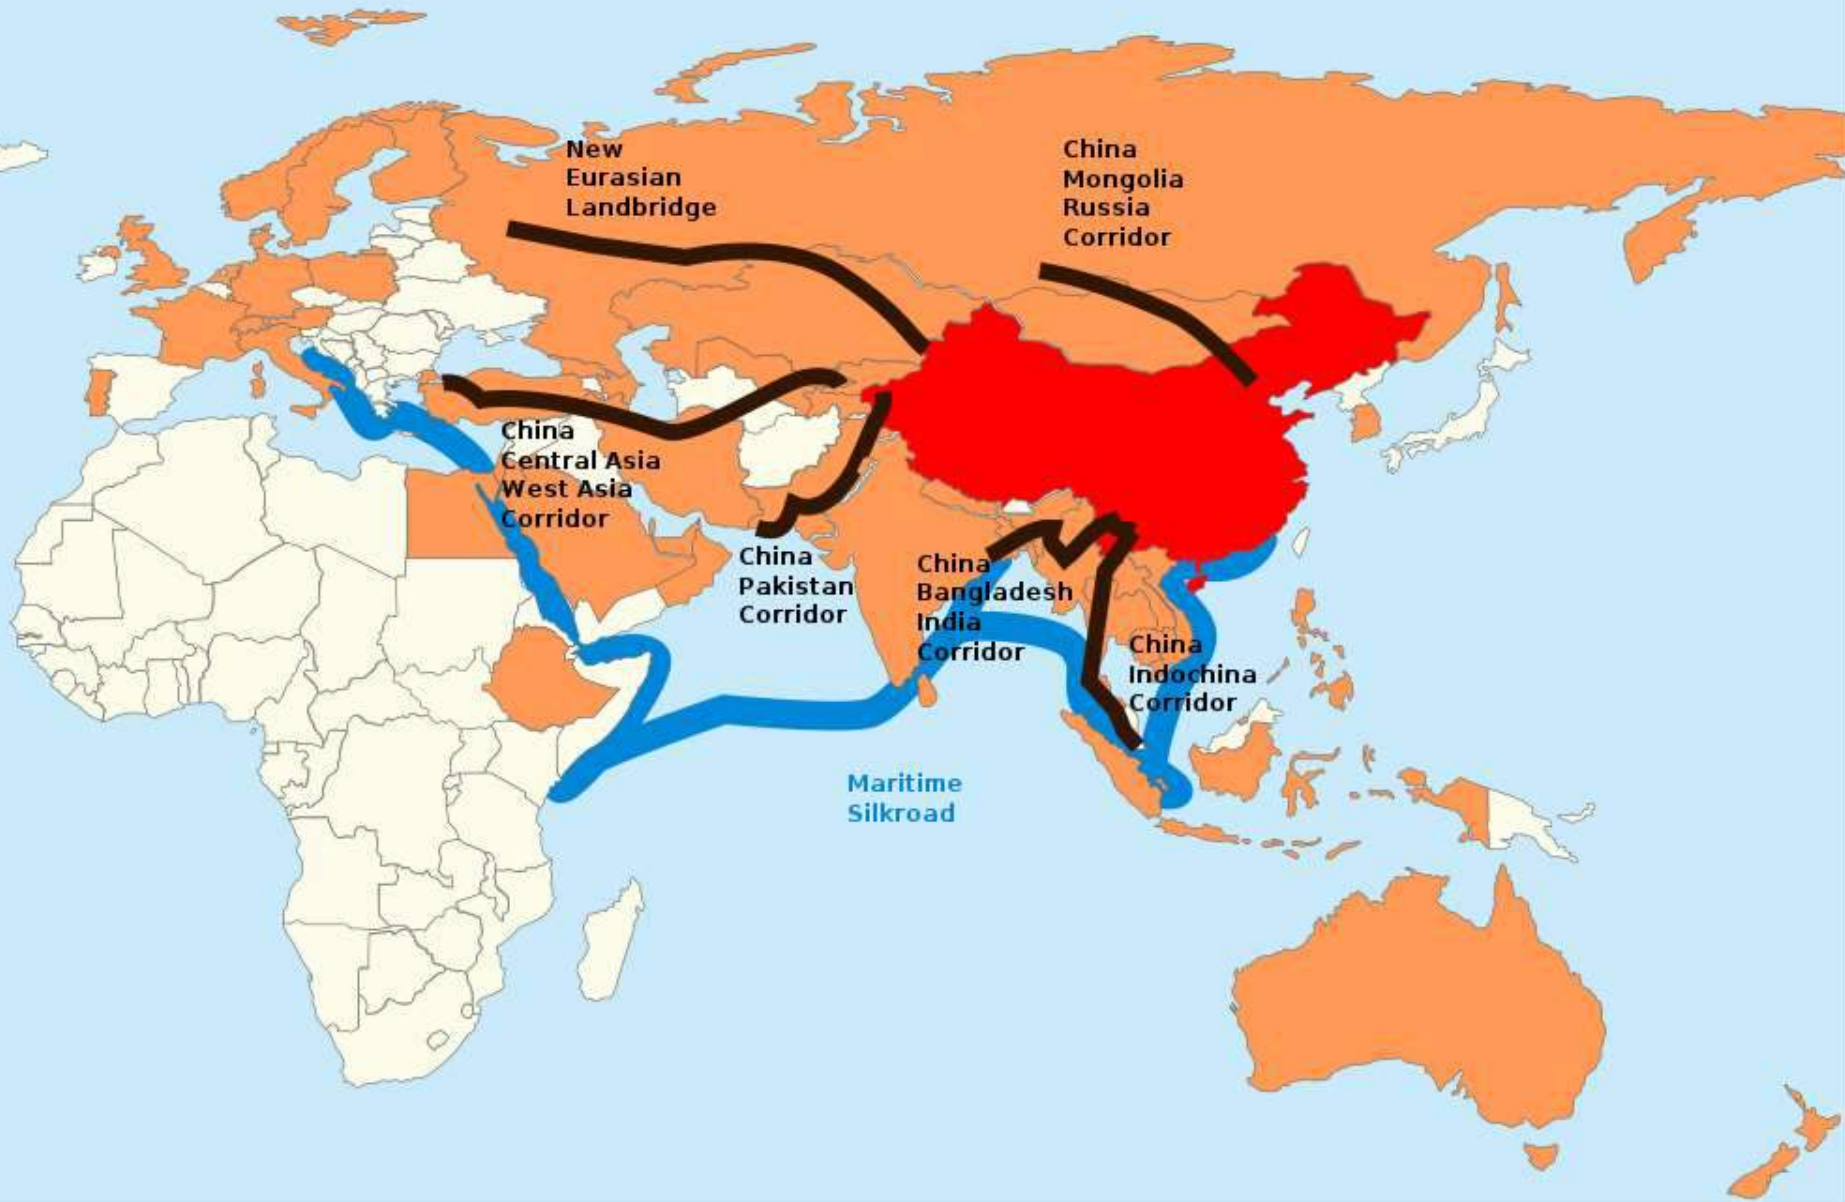 New
Eurasian
Landbridge
China
Mongolia
Russia
Corridor
China
Central Asia
West Asia
Corridor
China
Pakistan
Corridor
China
Bangladesh
India
Corridor
China
Indochina
Corridor
Maritime
Silkroad